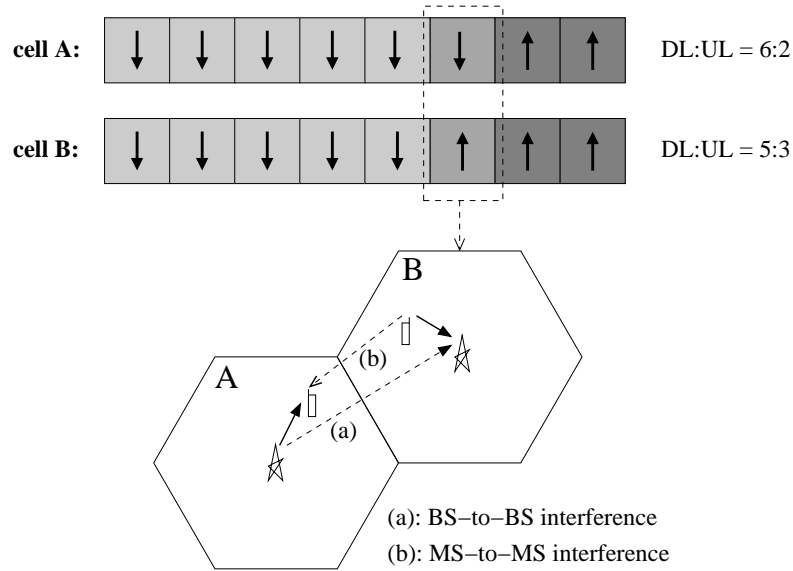 cell A: DL:UL = 6:2
cell B: DL:UL = 5:3
B
(b)
A
(a)
(a): BS−to−BS interference
(b): MS−to−MS interference